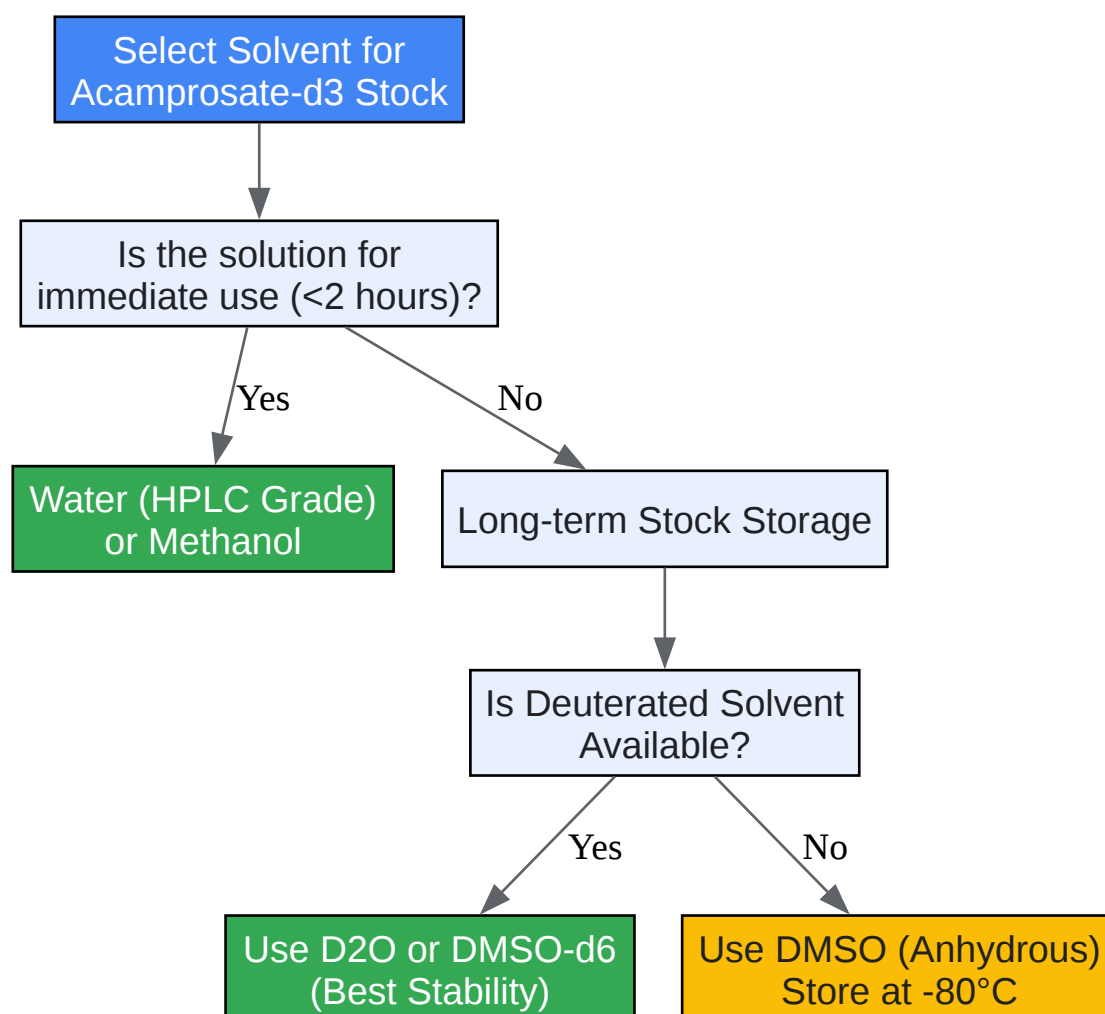 Select Solvent for
Acamprosate-d3 Stock
Is the solution for
immediate use (<2 hours)?
Yes
No
Water (HPLC Grade)
or Methanol
Long-term Stock Storage
Is Deuterated Solvent
Available?
Yes
No
Use D2O or DMSO-d6
(Best Stability)
Use DMSO (Anhydrous)
Store at -80°C